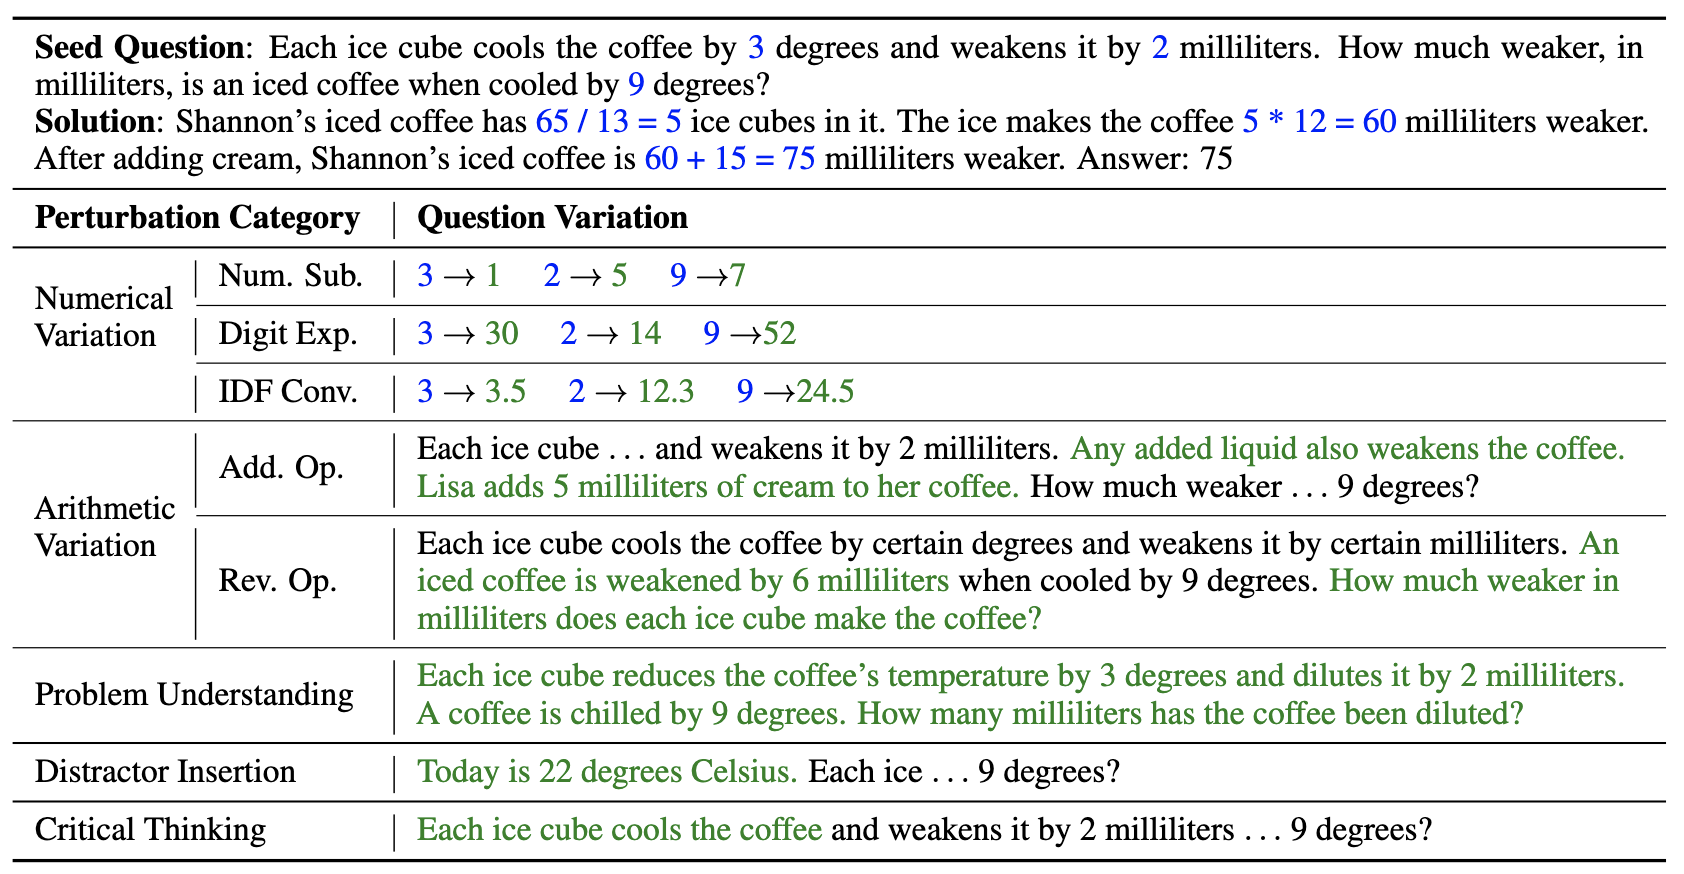 Seed Question: Each ice cube cools the coffee by 3 degrees and weakens it by 2 milliliters. How much weaker, in
milliliters, is an iced coffee when cooled by 9 degrees?
Solution: Shannon's iced coffee has 65 / 13 = 5 ice cubes in it. The ice makes the coffee 5 * 12 = 60 milliliters weaker.
After adding cream, Shannon's iced coffee is 60 + 15 = 75 milliliters weaker. Answer: 75
Perturbation Category | Question Variation
Numerical
Variation
Num. Sub. | 3 → 1 2 → 5 9 →7
Digit Exp. | 3 → 30 2 → 14 9 →52
IDF Conv. | 3 → 3.5 2 → 12.3 9 →24.5
Arithmetic
Variation
Add. Op.
Each ice cube . . . and weakens it by 2 milliliters. Any added liquid also weakens the coffee.
Lisa adds 5 milliliters of cream to her coffee. How much weaker . . . 9 degrees?
Rev. Op.
Each ice cube cools the coffee by certain degrees and weakens it by certain milliliters. An
iced coffee is weakened by 6 milliliters when cooled by 9 degrees. How much weaker in
milliliters does each ice cube make the coffee?
Problem Understanding
Each ice cube reduces the coffee's temperature by 3 degrees and dilutes it by 2 milliliters.
A coffee is chilled by 9 degrees. How many milliliters has the coffee been diluted?
Distractor Insertion | Today is 22 degrees Celsius. Each ice . . . 9 degrees?
Critical Thinking | Each ice cube cools the coffee and weakens it by 2 milliliters . . . 9 degrees?